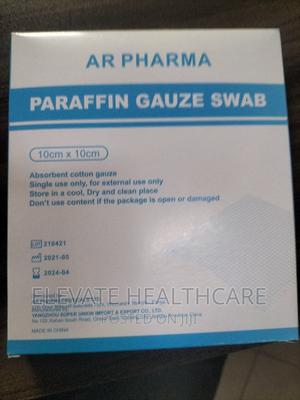 AR PHARMA
PARAFFIN GAUZE SWAB
10cm x 10cm
Absorbent cotton gauze
Single use only, for external use only
Store in a cool, Dry and clean place
Don't use content if the package is open or damaged
LOT 210421
2021-05
2024-04
ELEVATE HEALTHCARE
POSTED ON JIJI
YANGZHOU SUPER UNION IMPORT & EXPORT CO., LTD.
MADE IN CHINA